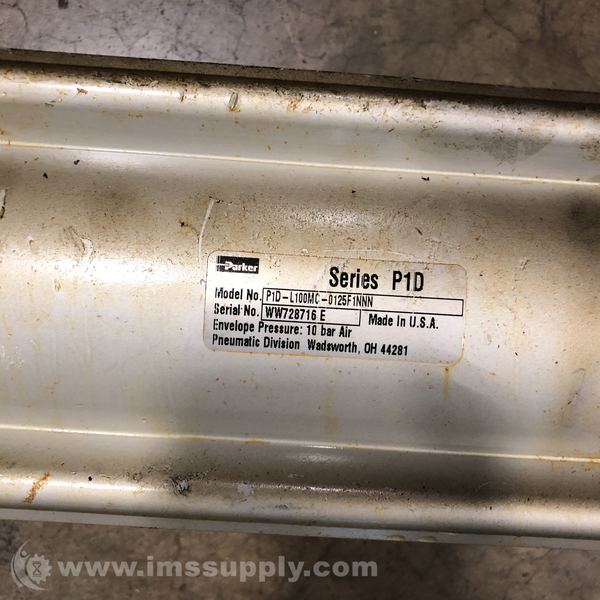 Parker
Series P1D
Model No. P1D-L100MC-0125F1NNN
Serial No. WW728716 E Made In U.S.A.
Envelope Pressure: 10 bar Air
Pneumatic Division Wadsworth, OH 44281
www.imssupply.com